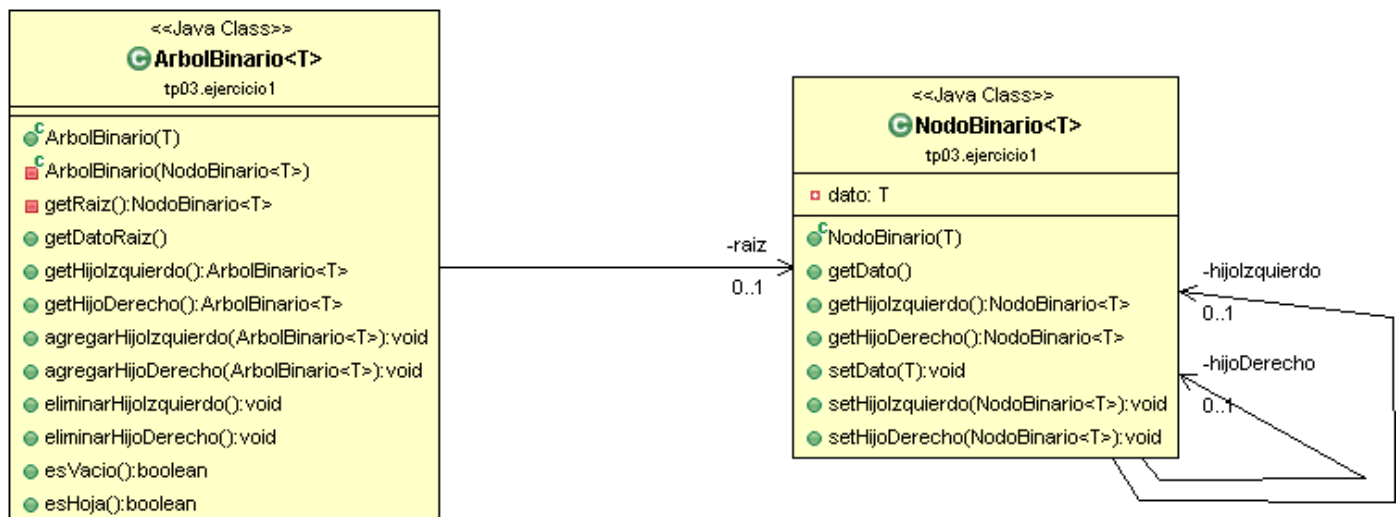 <<Java Class>>
ArbolBinario<T>
tp03.ejercicio1
ArbolBinario(T)
ArbolBinario(NodoBinario<T>)
getRaiz():NodoBinario<T>
getDatoRaiz()
getHijoIzquierdo():ArbolBinario<T>
getHijoDerecho():ArbolBinario<T>
agregarHijoIzquierdo(ArbolBinario<T>):void
agregarHijoDerecho(ArbolBinario<T>):void
eliminarHijoIzquierdo():void
eliminarHijoDerecho():void
esVacio():boolean
esHoja():boolean
-raiz
0..1
<<Java Class>>
NodoBinario<T>
tp03.ejercicio1
dato: T
NodoBinario(T)
getDato()
getHijoIzquierdo():NodoBinario<T>
getHijoDerecho():NodoBinario<T>
setDato(T):void
setHijoIzquierdo(NodoBinario<T>):void
setHijoDerecho(NodoBinario<T>):void
-hijoIzquierdo
0..1
-hijoDerecho
0..1